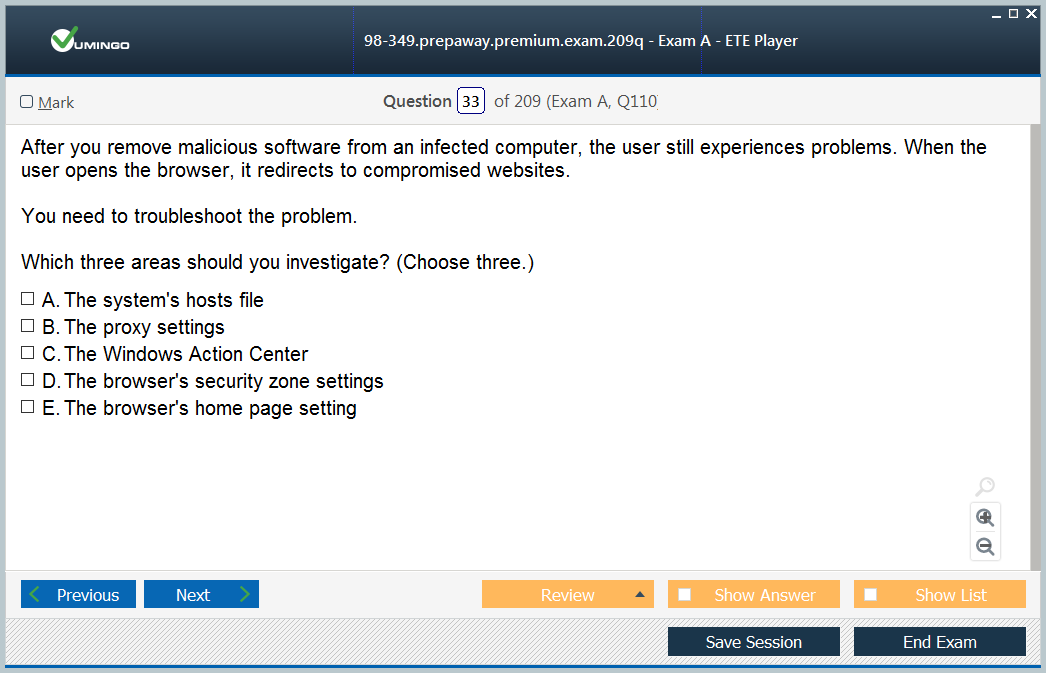 VUMINGO
98-349.prepaway.premium.exam.209q - Exam A - ETE Player
Mark
Question 33 of 209 (Exam A, Q110)
After you remove malicious software from an infected computer, the user still experiences problems. When the
user opens the browser, it redirects to compromised websites.
You need to troubleshoot the problem.
Which three areas should you investigate? (Choose three.)
A. The system's hosts file
B. The proxy settings
C. The Windows Action Center
D. The browser's security zone settings
E. The browser's home page setting
Previous
Next
Review
Show Answer
Show List
Save Session
End Exam